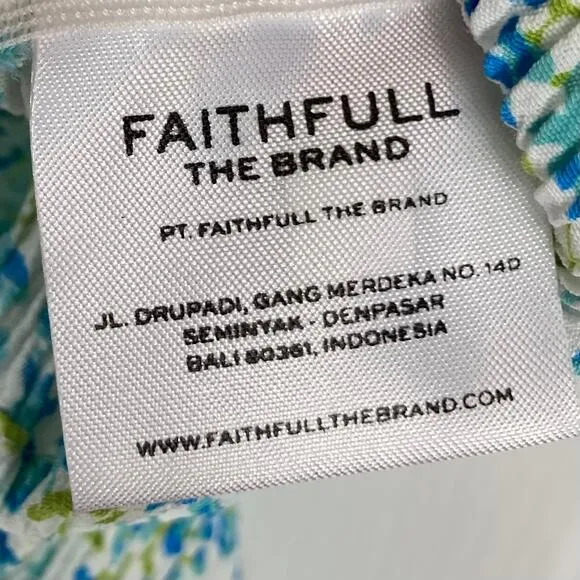 FAITHFULL
THE BRAND
PT. FAITHFULL THE BRAND
JL. DRUPADI, GANG MERDEKA NO. 14D
SEMINYAK - DENPASAR
BALI 80361, INDONESIA
WWW.FAITHFULLTHEBRAND.COM